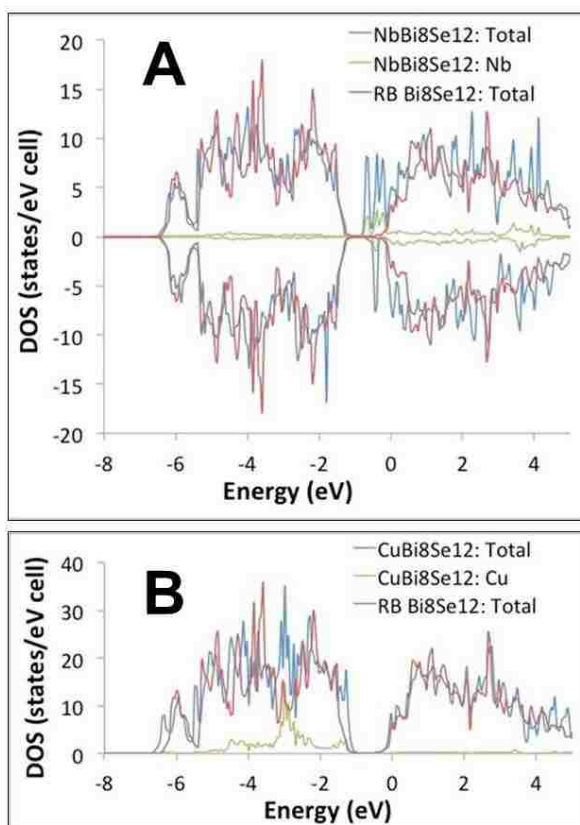 A
NbBi8Se12: Total
NbBi8Se12: Nb
RB Bi8Se12: Total
20
15
10
5
0
-5
-10
-15
-20
DOS (states/eV cell)
-8 -6 -4 -2 0 2 4
Energy (eV)
B
CuBi8Se12: Total
CuBi8Se12: Cu
RB Bi8Se12: Total
40
30
20
10
0
DOS (states/eV cell)
-8 -6 -4 -2 0 2 4
Energy (eV)